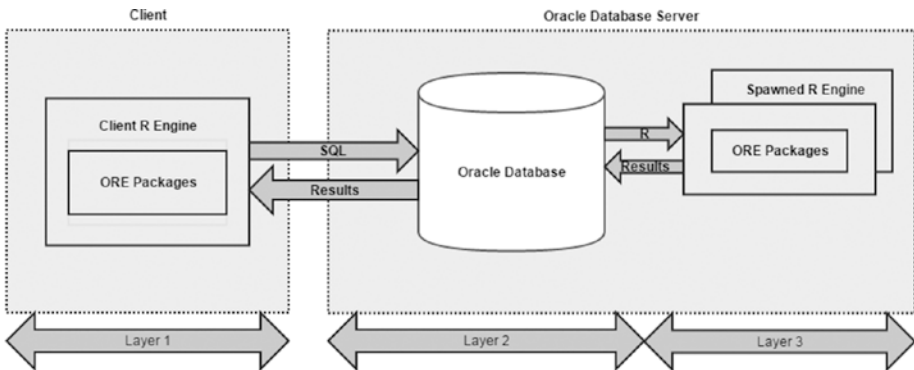 Client
Oracle Database Server
Client R Engine
ORE Packages
SQL
Results
Oracle Database
R
Results
Spawned R Engine
ORE Packages
Layer 1
Layer 2
Layer 3